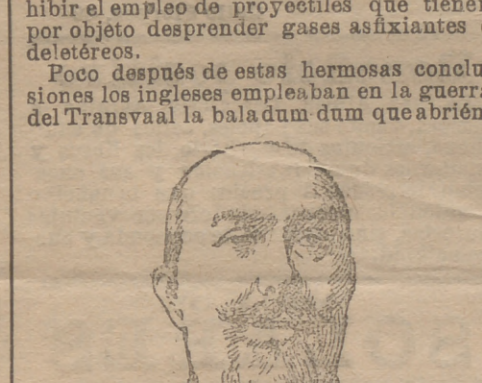 hibir el empleo de proyectiles que tienen
por objeto desprender gases asfixiantes
deletéreos.
Poco después de estas hermosas conclu
siones los ingleses empleaban en la guerra
del Transvaal la bala dum-dum que abrién